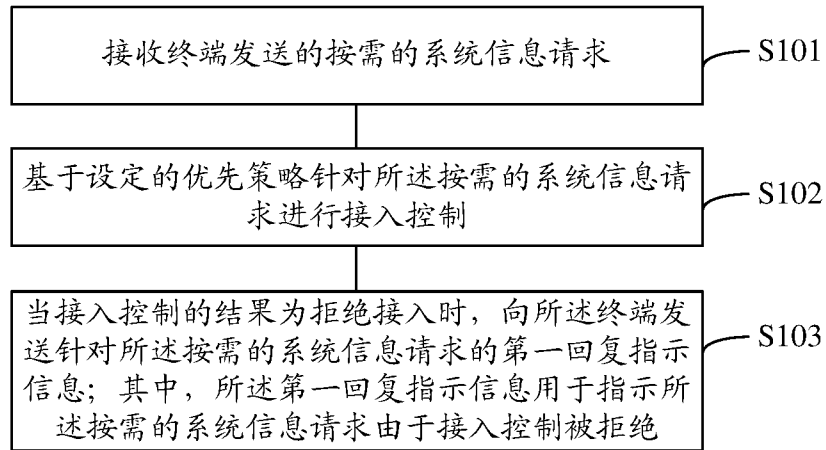 接收终端发送的按需的系统信息请求
S101
基于设定的优先策略针对所述按需的系统信息请
求进行接入控制
S102
当接入控制的结果为拒绝接入时，向所述终端发
送针对所述按需的系统信息请求的第一回复指示
信息；其中，所述第一回复指示信息用于指示所
述按需的系统信息请求由于接入控制被拒绝
S103